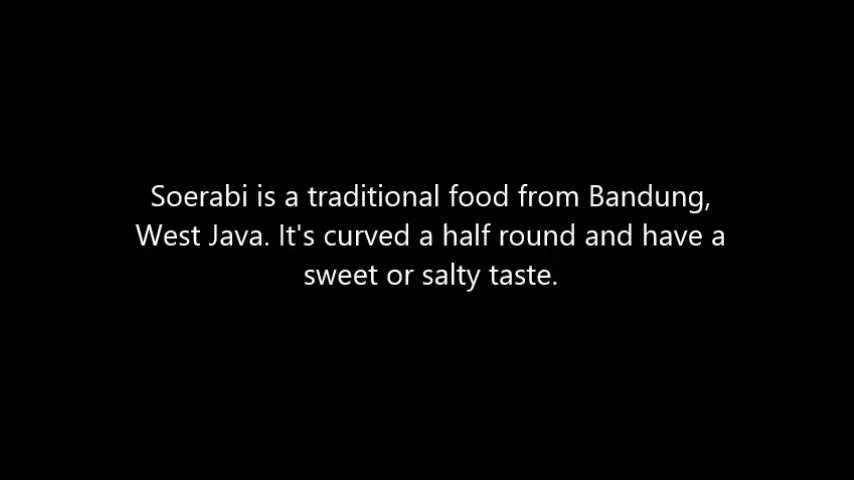 Soerabi is a traditional food from Bandung,
West Java. It's curved a half round and have a
sweet or salty taste.